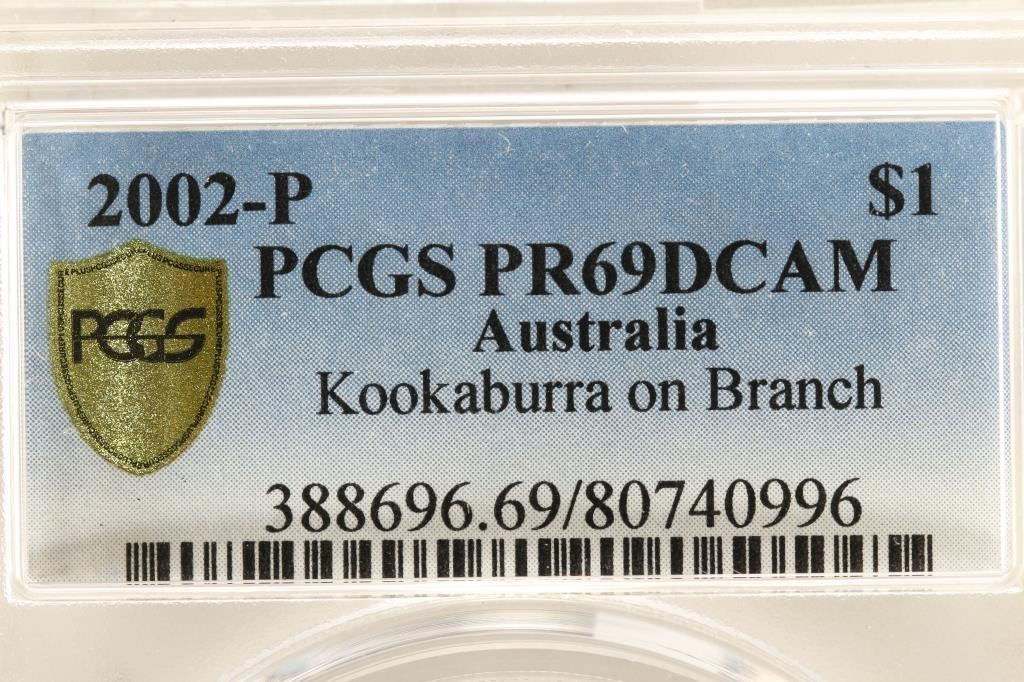 2002-P $1
PCGS PR69DCAM
Australia
Kookaburra on Branch
PCGS
388696.69/80740996